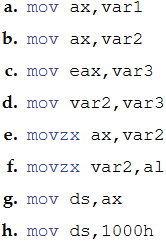 a. mov ax,var1
b. mov ax,var2
c. mov eax,var3
d. mov var2,var3
e. movzx ax,var2
f. movzx var2,al
g. mov ds,ax
h. mov ds,1000h